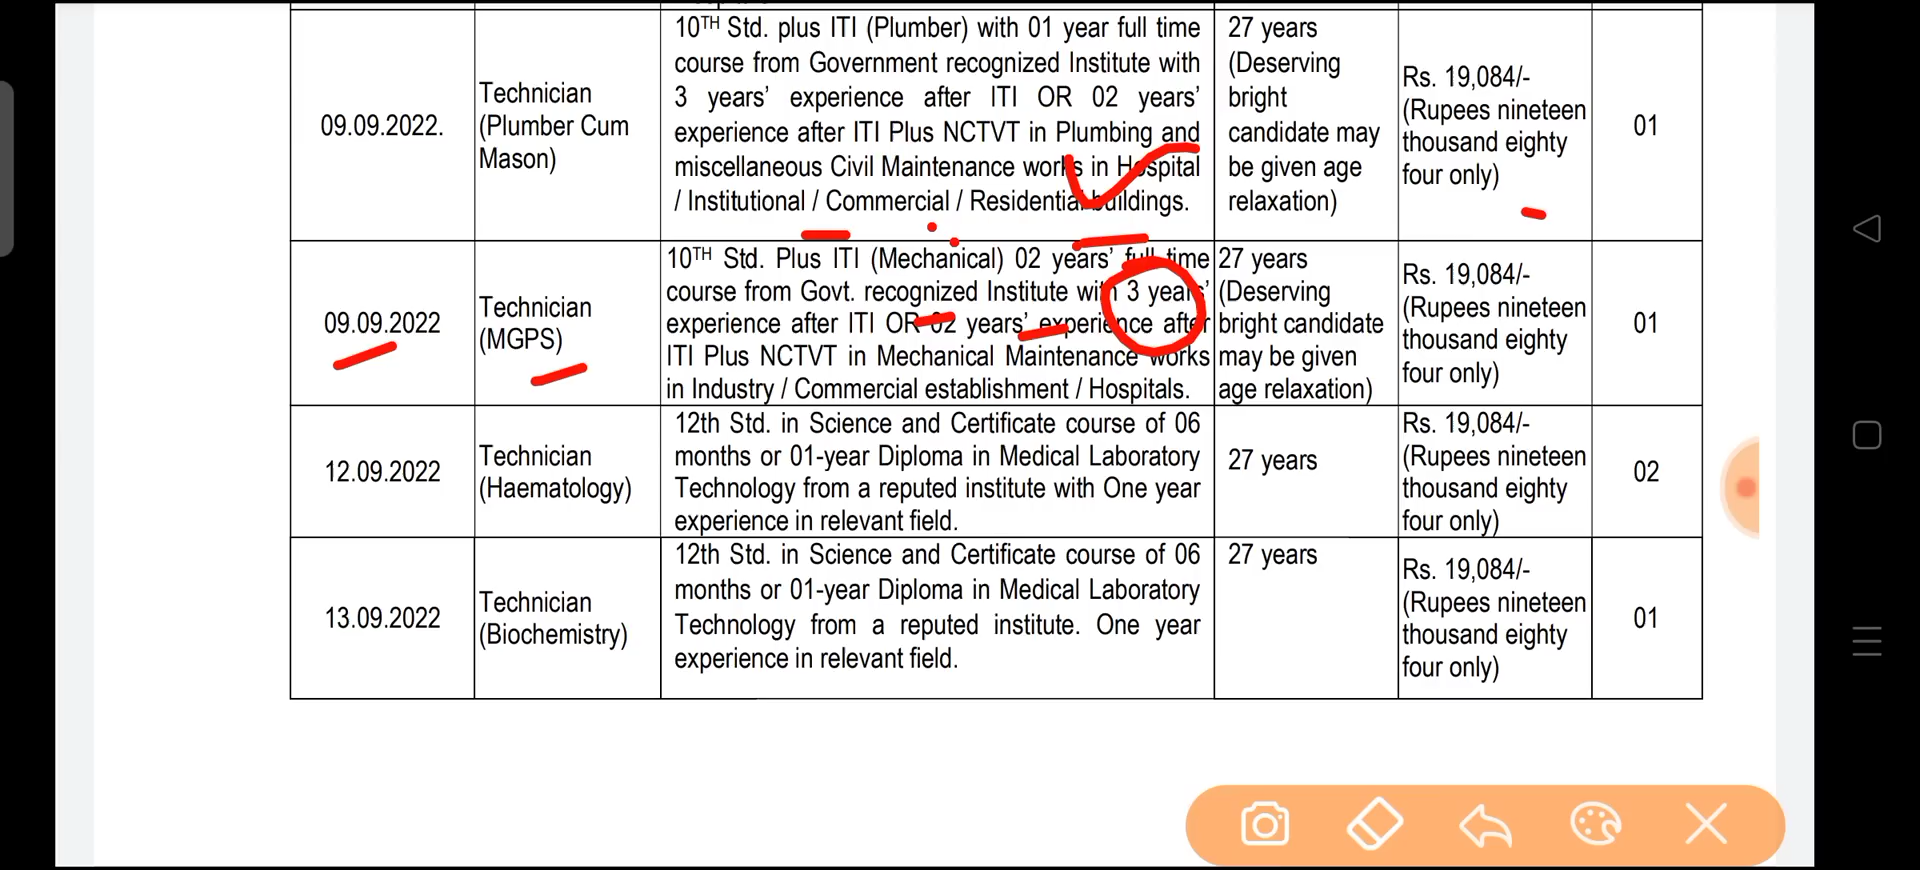 10TH Std. plus ITI (Plumber) with 01 year full time
course from Government recognized Institute with
3 years' experience after ITI OR 02 years'
experience after ITI Plus NCTVT in Plumbing and
miscellaneous Civil Maintenance works in Hospital
/ Institutional / Commercial / Residential buildings.
09.09.2022.
Technician
(Plumber Cum
Mason)
27 years
(Deserving
bright
candidate may
be given age
relaxation)
Rs. 19,084/-
(Rupees nineteen
thousand eighty
four only)
01
09.09.2022
Technician
(MGPS)
10TH Std. Plus ITI (Mechanical) 02 years' full time
course from Govt. recognized Institute with 3 years'
experience after ITI OR 02 years' experience after
ITI Plus NCTVT in Mechanical Maintenance works
in Industry / Commercial establishment / Hospitals.
27 years
(Deserving
bright candidate
may be given
age relaxation)
Rs. 19,084/-
(Rupees nineteen
thousand eighty
four only)
01
12.09.2022
Technician
(Haematology)
12th Std. in Science and Certificate course of 06
months or 01-year Diploma in Medical Laboratory
Technology from a reputed institute with One year
experience in relevant field.
27 years
Rs. 19,084/-
(Rupees nineteen
thousand eighty
four only)
02
13.09.2022
Technician
(Biochemistry)
12th Std. in Science and Certificate course of 06
months or 01-year Diploma in Medical Laboratory
Technology from a reputed institute. One year
experience in relevant field.
27 years
Rs. 19,084/-
(Rupees nineteen
thousand eighty
four only)
01